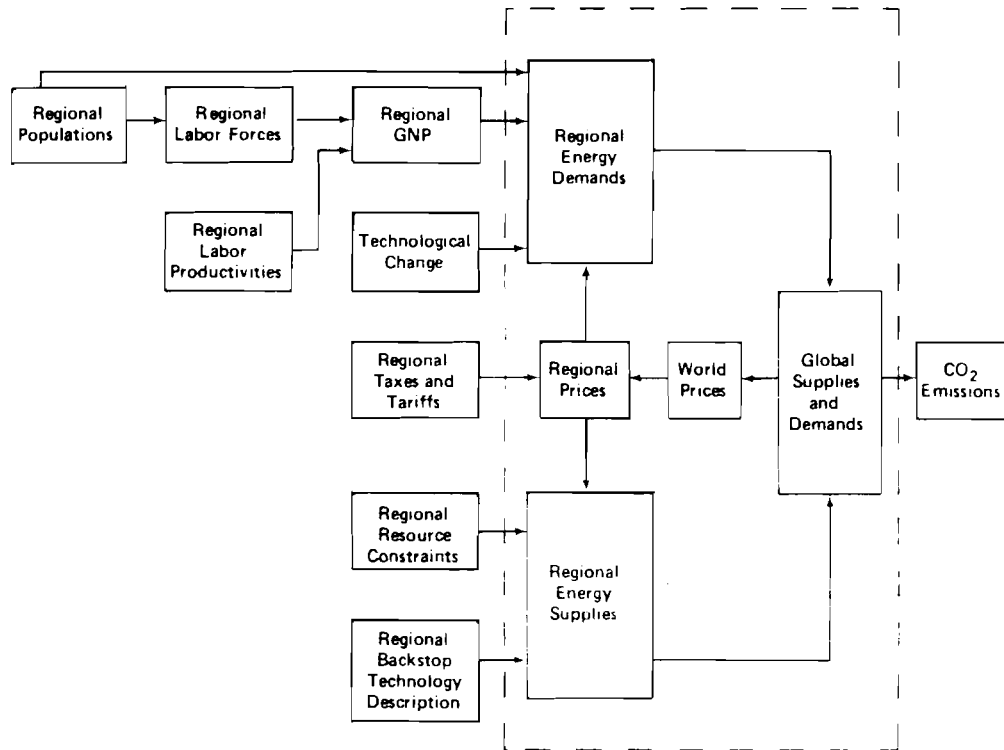 Regional
Populations
Regional
Labor Forces
Regional
GNP
Regional
Energy
Demands
Regional
Labor
Productivities
Technological
Change
Regional
Taxes and
Tariffs
Regional
Prices
World
Prices
Global
Supplies
and
Demands
CO₂
Emissions
Regional
Resource
Constraints
Regional
Energy
Supplies
Regional
Backstop
Technology
Description